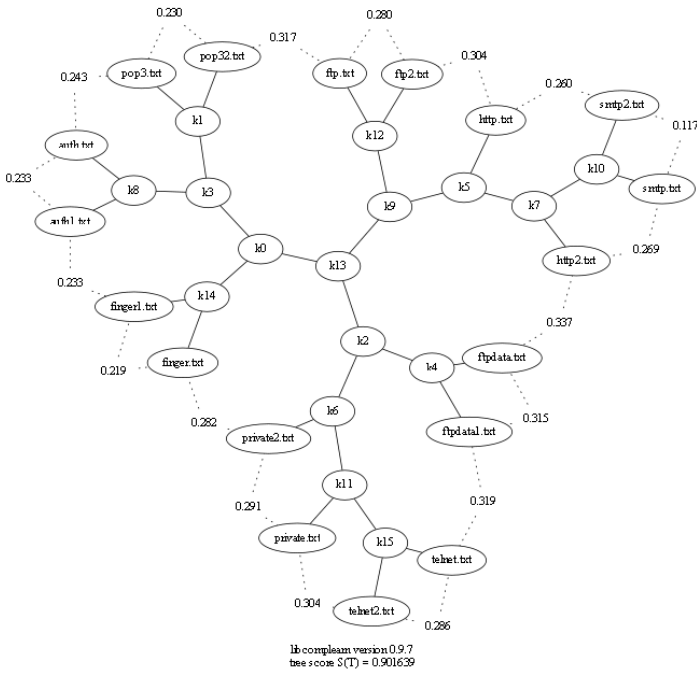 0.230
0.280
pop32.txt
0.317
pop3.txt
ftp.txt
ftp2.txt
0.304
0.243
0.260
smtp2.txt
k1
http.txt
0.117
k12
auth.txt
k10
0.233
k8
k3
k5
smtp.txt
k9
k7
auth1.txt
k0
k13
http2.txt
0.269
0.233
k14
finger1.txt
0.337
k2
ftpdata.txt
finger.txt
k4
0.219
k6
0.315
0.282
private2.txt
ftpdata1.txt
k11
0.319
0.291
private.txt
k15
telnet.txt
0.304
telnet2.txt
0.286
libcomplearn version 0.9.7
tree score S(T) = 0.901639